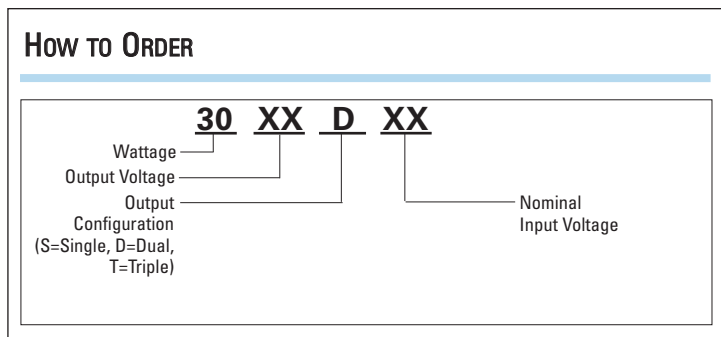 HOW TO ORDER
30 XX D XX
Wattage
Output Voltage
Output
Configuration
(S=Single, D=Dual,
T=Triple)
Nominal
Input Voltage